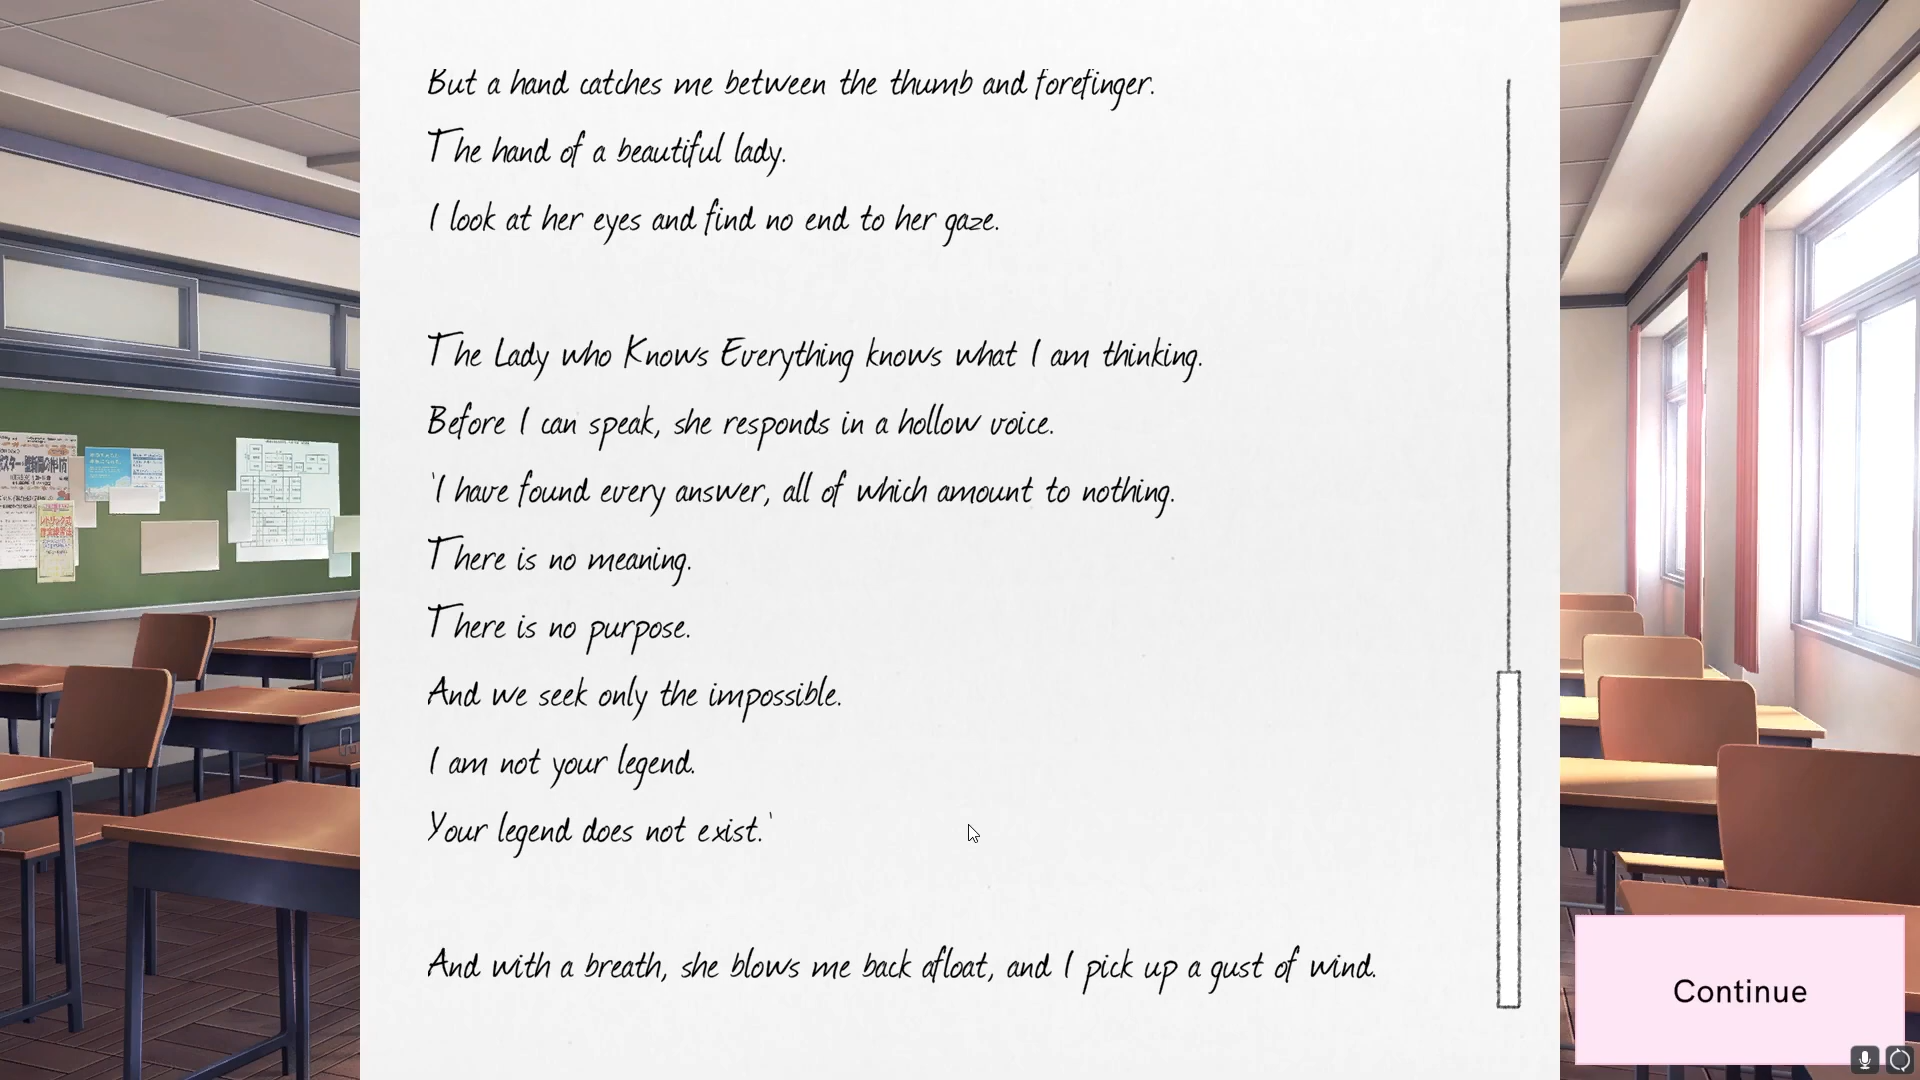 But a hand catches me between the thumb and forefinger.
The hand of a beautiful lady.
I look at her eyes and find no end to her gaze.
The Lady who Knows Everything knows what I am thinking.
Before I can speak, she responds in a hollow voice.
'I have found every answer, all of which amount to nothing.
There is no meaning.
There is no purpose.
And we seek only the impossible.
I am not your legend.
Your legend does not exist.'
And with a breath, she blows me back afloat, and I pick up a gust of wind.
Continue